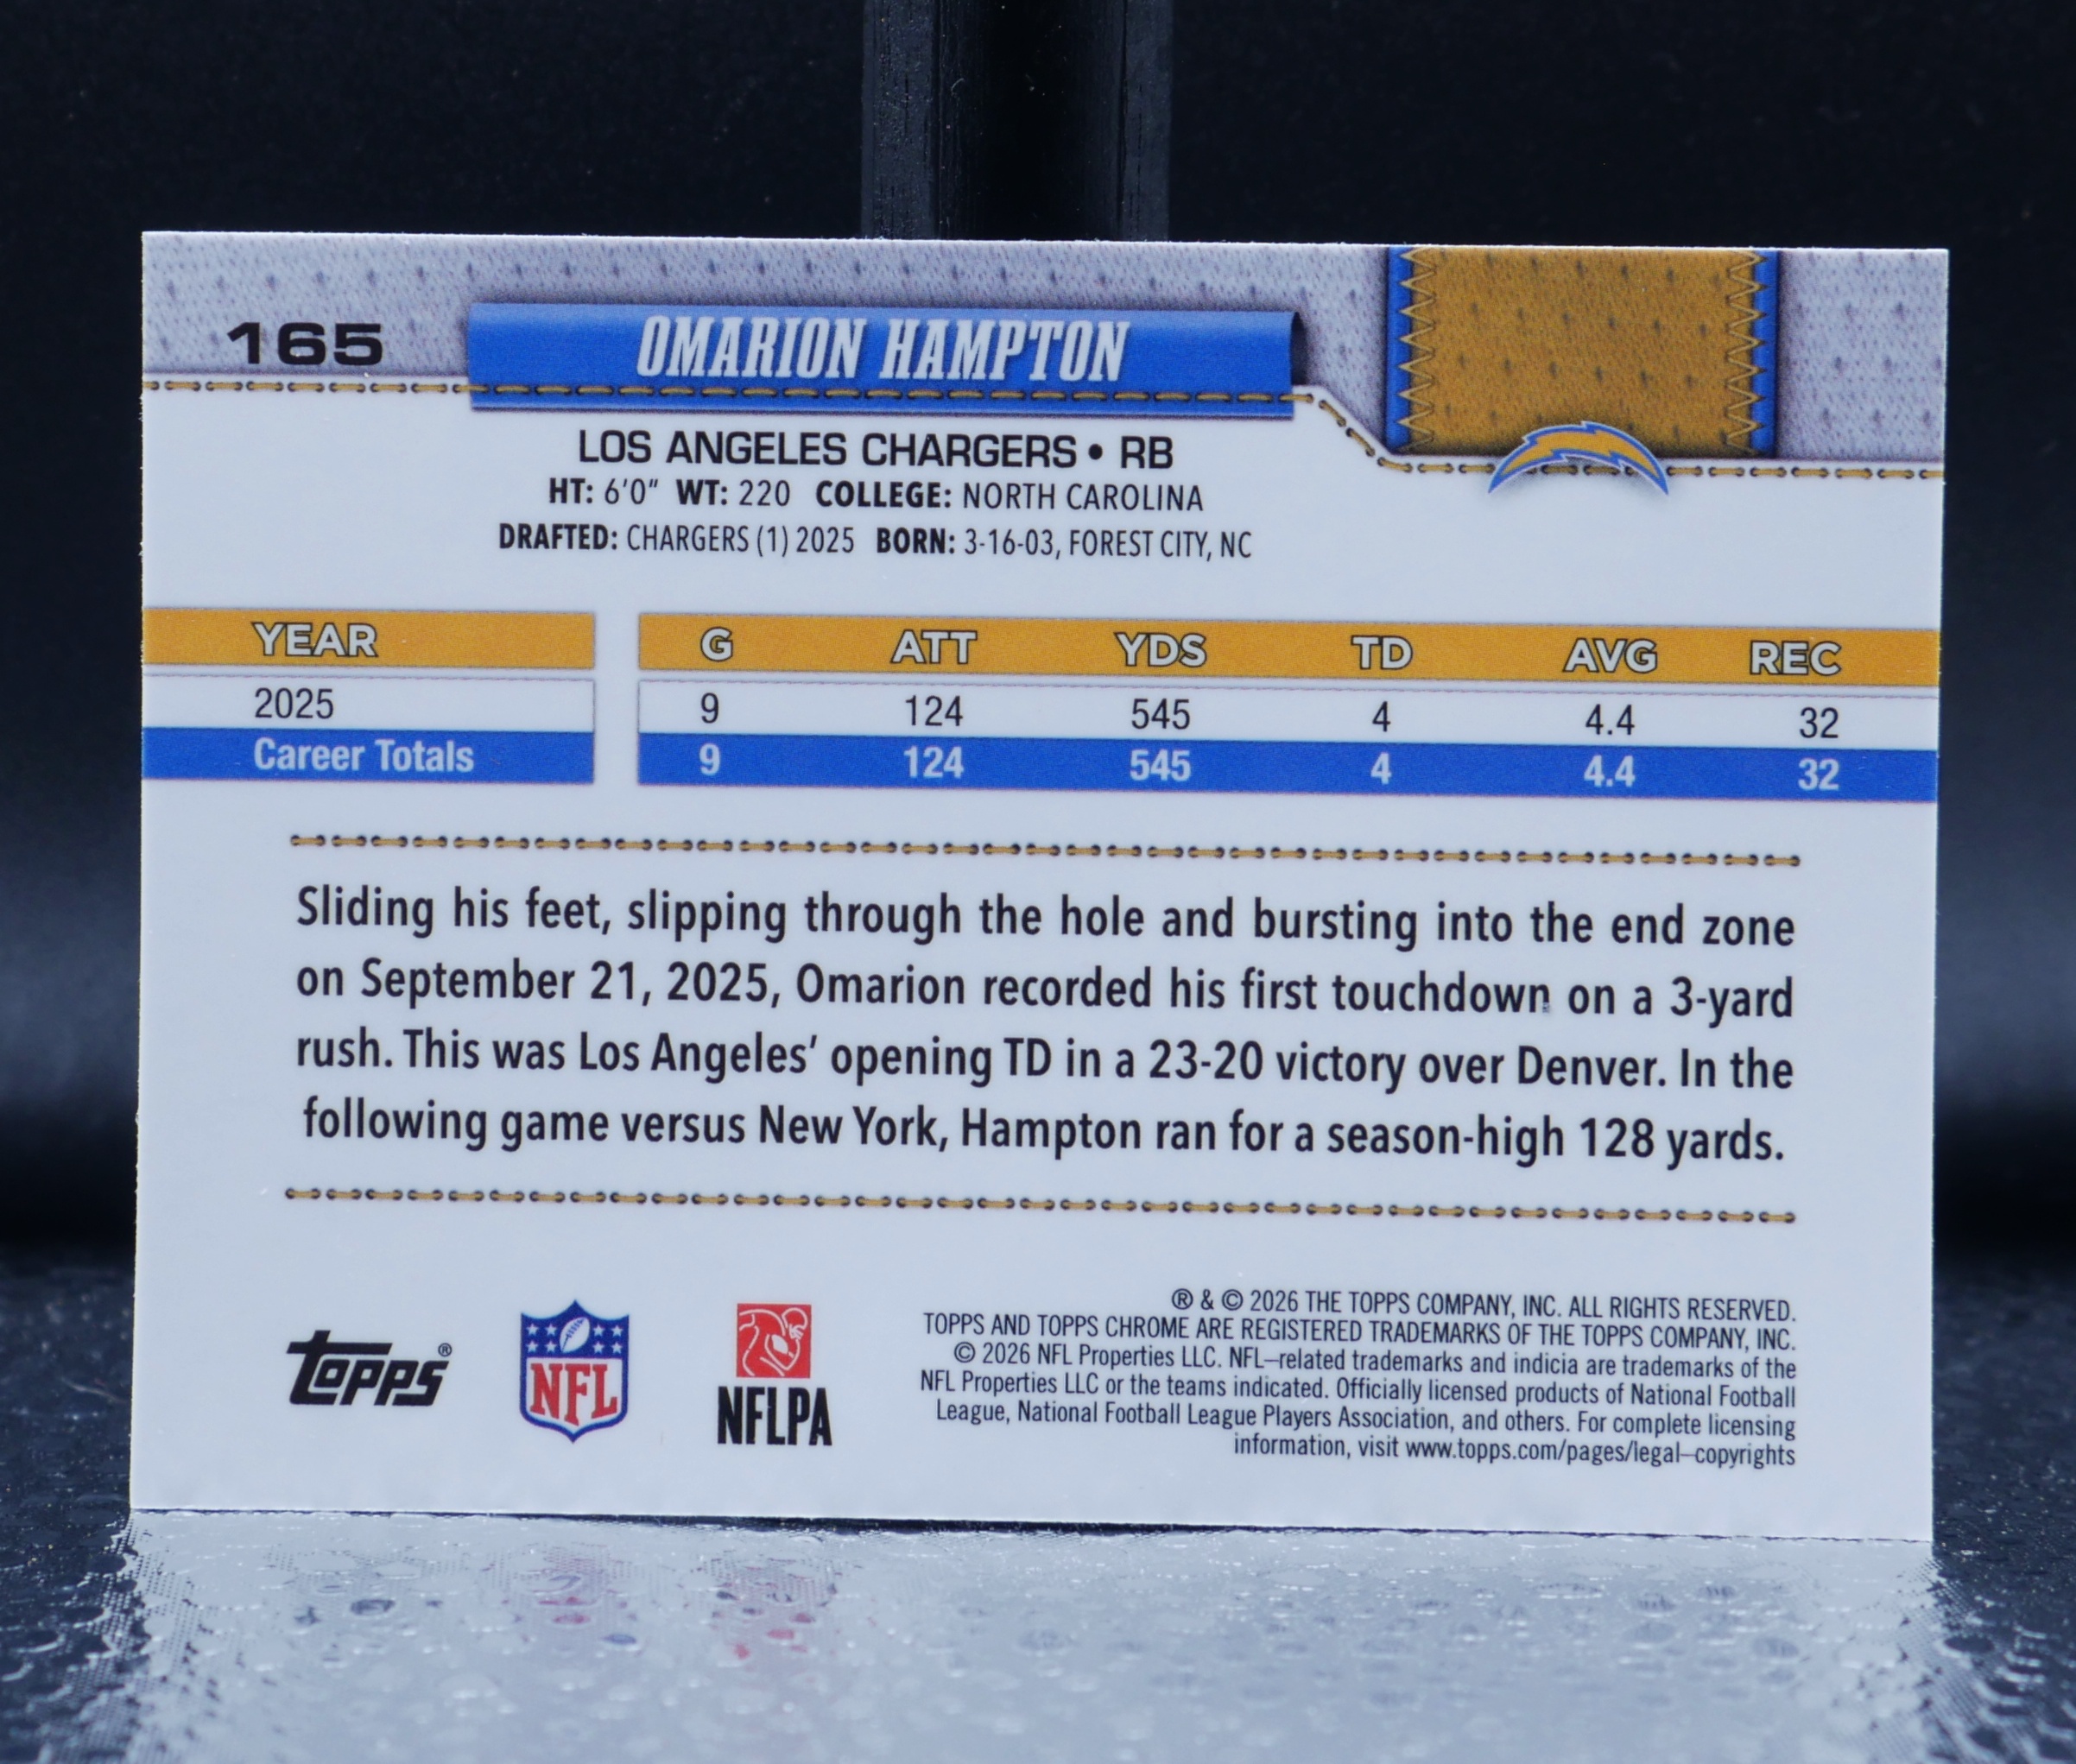 165
OMARION HAMPTON
LOS ANGELES CHARGERS • RB
HT: 6'0" WT: 220 COLLEGE: NORTH CAROLINA
DRAFTED: CHARGERS (1) 2025 BORN: 3-16-03, FOREST CITY, NC
YEAR G ATT YDS TD AVG REC
2025 9 124 545 4 4.4 32
Career Totals 9 124 545 4 4.4 32
Sliding his feet, slipping through the hole and bursting into the end zone
on September 21, 2025, Omarion recorded his first touchdown on a 3-yard
rush. This was Los Angeles' opening TD in a 23-20 victory over Denver. In the
following game versus New York, Hampton ran for a season-high 128 yards.
topps®
NFL
NFLPA
® & © 2026 THE TOPPS COMPANY, INC. ALL RIGHTS RESERVED.
TOPPS AND TOPPS CHROME ARE REGISTERED TRADEMARKS OF THE TOPPS COMPANY, INC.
© 2026 NFL Properties LLC. NFL–related trademarks and indicia are trademarks of the
NFL Properties LLC or the teams indicated. Officially licensed products of National Football
League, National Football League Players Association, and others. For complete licensing
information, visit www.topps.com/pages/legal–copyrights